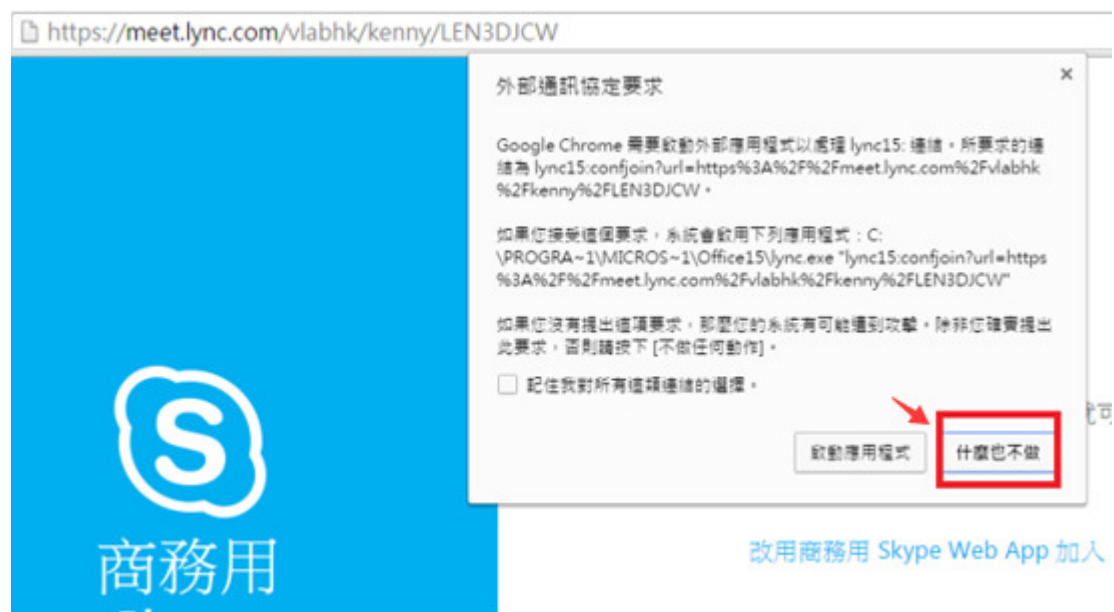 https://meet.lync.com/vlabhk/kenny/LEN3DJCW
外部通訊協定要求
Google Chrome 需要啟動外部應用程式以處理 lync15: 連結。所要求的連
結為 lync15:confjoin?url=https%3A%2F%2Fmeet.lync.com%2Fvlabhk
%2Fkenny%2FLEN3DJCW。
如果您接受這個要求，系統會啟用下列應用程式：C:
\PROGRA~1\MICROS~1\Office15\lync.exe "lync15:confjoin?url=https
%3A%2F%2Fmeet.lync.com%2Fvlabhk%2Fkenny%2FLEN3DJCW"
如果您沒有提出這項要求，那麼您的系統有可能遭到攻擊。除非您確實提出
此要求，否則請按下 [不做任何動作]。
記住我對所有這類連結的選擇。
啟動應用程式
什麼也不做
商務用
改用商務用 Skype Web App 加入